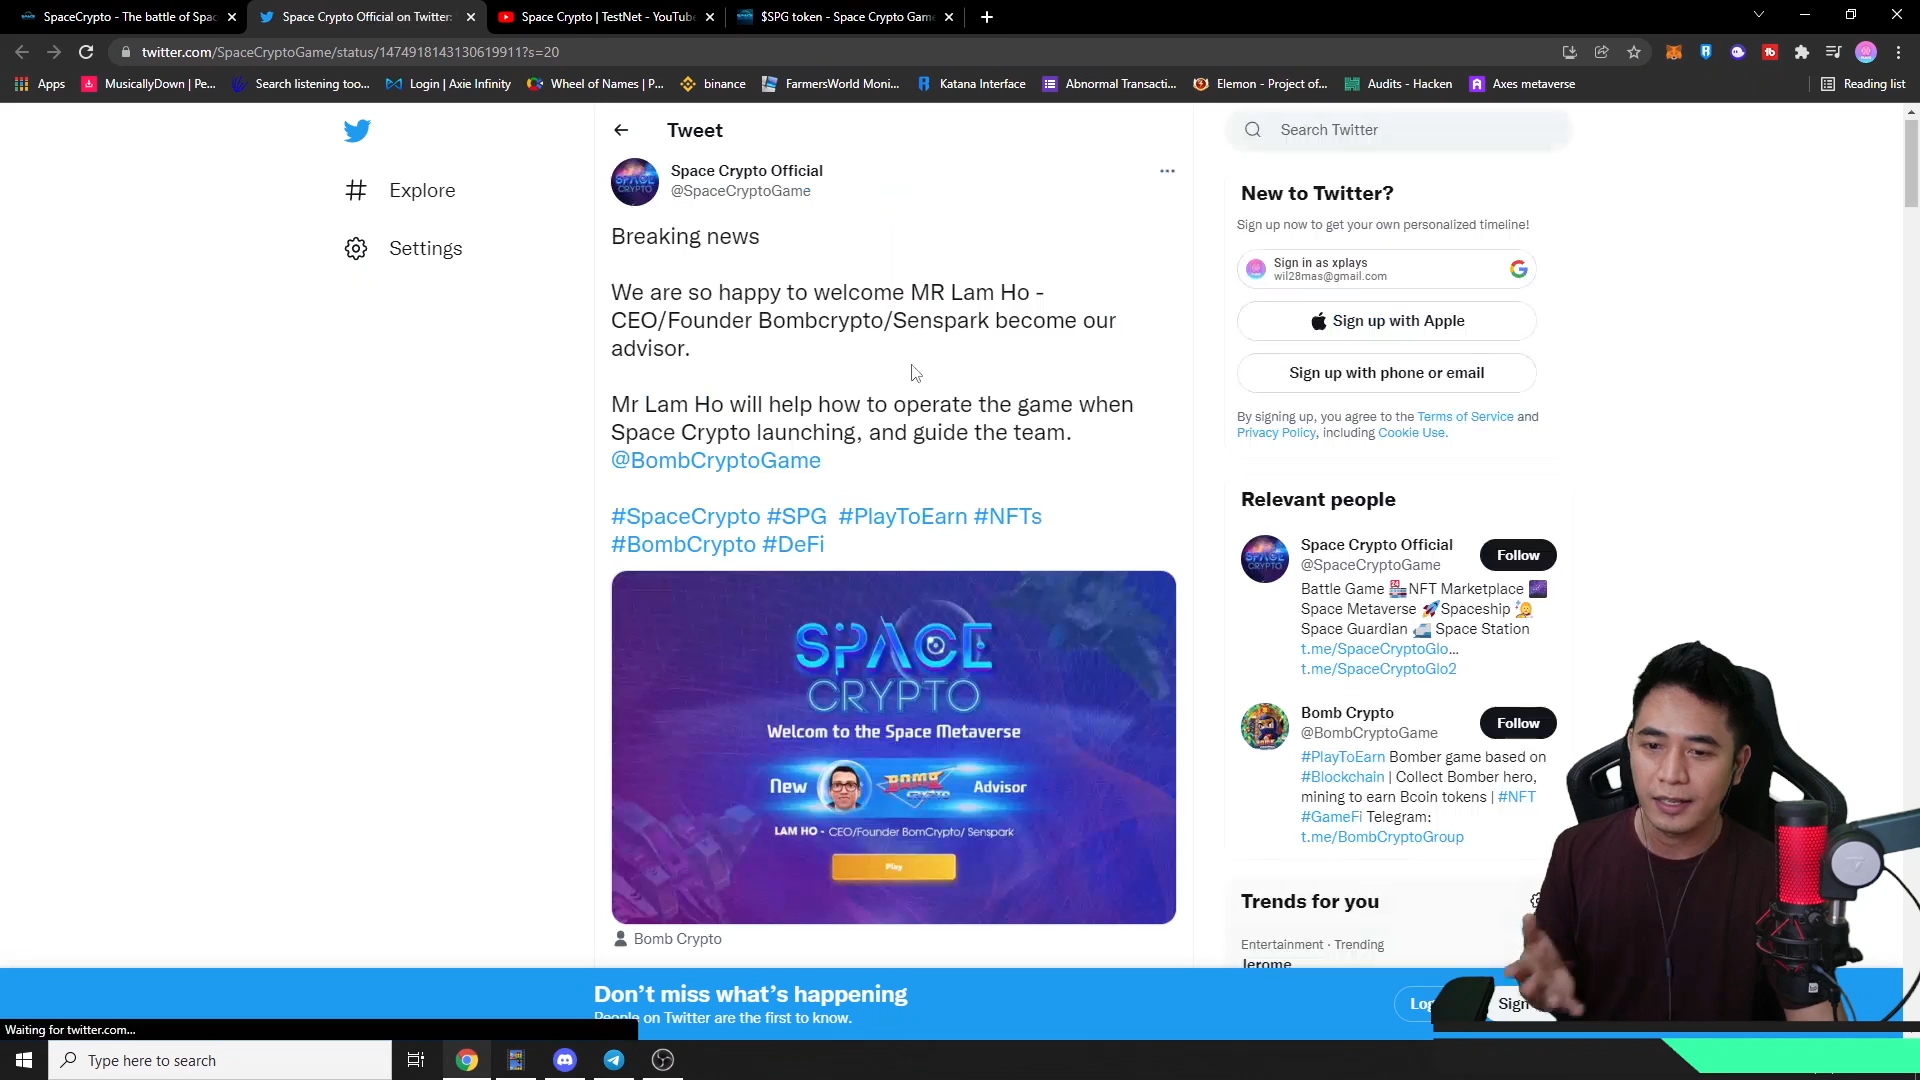 SpaceCrypto - The battle of Spac
Space Crypto Official on Twitter:
Space Crypto | TestNet - YouTube
$SPG token - Space Crypto Game
twitter.com/SpaceCryptoGame/status/1474918143130619911?s=20
Apps
MusicallyDown | Pe...
Search listening too...
Login | Axie Infinity
Wheel of Names | P...
binance
FarmersWorld Moni...
Katana Interface
Abnormal Transacti...
Elemon - Project of...
Audits - Hacken
Axes metaverse
Reading list
Explore
Settings
Tweet
Space Crypto Official
@SpaceCryptoGame
Breaking news
We are so happy to welcome MR Lam Ho -
CEO/Founder Bombcrypto/Senspark become our
advisor.
Mr Lam Ho will help how to operate the game when
Space Crypto launching, and guide the team.
@BombCryptoGame
#SpaceCrypto #SPG #PlayToEarn #NFTs
#BombCrypto #DeFi
SPACE
CRYPTO
Welcom to the Space Metaverse
New
BOMB
CRYPTO
Advisor
LAM HO - CEO/Founder BomCrypto/ Senspark
Play
Bomb Crypto
Search Twitter
New to Twitter?
Sign up now to get your own personalized timeline!
Sign in as xplays
wil28mas@gmail.com
Sign up with Apple
Sign up with phone or email
By signing up, you agree to the Terms of Service and
Privacy Policy, including Cookie Use.
Relevant people
Space Crypto Official
@SpaceCryptoGame
Follow
Battle Game NFT Marketplace
Space Metaverse Spaceship
Space Guardian Space Station
t.me/SpaceCryptoGlo...
t.me/SpaceCryptoGlo2
Bomb Crypto
@BombCryptoGame
Follow
#PlayToEarn Bomber game based on
#Blockchain | Collect Bomber hero,
mining to earn Bcoin tokens | #NFT
#GameFi Telegram:
t.me/BombCryptoGroup
Trends for you
Entertainment · Trending
Jerome
Don't miss what's happening
People on Twitter are the first to know.
Log
Sign
Waiting for twitter.com...
Type here to search